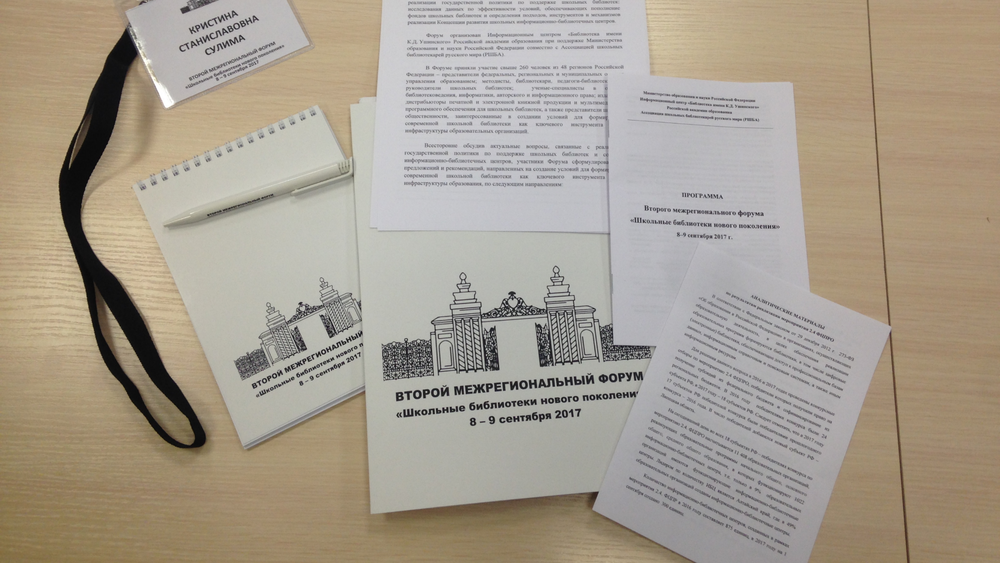 КРИСТИНА
СТАНИСЛАВОВНА
СУЛИМА
ВТОРОЙ МЕЖРЕГИОНАЛЬНЫЙ ФОРУМ
«Школьные библиотеки нового поколения»
8 – 9 сентября 2017
ВТОРОЙ МЕЖРЕГИОНАЛЬНЫЙ ФОРУМ
ВТОРОЙ МЕЖРЕГИОНАЛЬНЫЙ
«Школьные библиотеки нового
8 – 9 сентября 2017
реализации государственной политики по поддержке школьных библиотек:
исследования данных по эффективности условий, обеспечивающих пополнение
фондов школьных библиотек и определения подходов, инструментов и механизмов
реализации Концепции развития школьных информационно-библиотечных центров.
Форум организован Информационным центром «Библиотека имени
К.Д. Ушинского» Российской академии образования при поддержке Министерства
образования и науки Российской Федерации совместно с Ассоциацией школьных
библиотекарей русского мира (РШБА).
В Форуме приняли участие свыше 260 человек из 48 регионов Российской
Федерации – представители федеральных, региональных и муниципальных о
управления образованием; методисты, библиотекари, педагоги-библиотек
руководители школьных библиотек; ученые-специалисты в о
библиотековедения, информатики, авторского и информационного права; изд
дистрибьюторы печатной и электронной книжной продукции и мультимед
программного обеспечения для школьных библиотек, а также представители ш
общественности, заинтересованные в создании условий для формир
современной школьной библиотеки как ключевого инструмента
инфраструктуры образовательных организаций.
Всесторонне обсудив актуальные вопросы, связанные с реал
государственной политики по поддержке школьных библиотек и со
информационно-библиотечных центров, участники Форума сформулирова
предложений и рекомендаций, направленных на создание условий для форми
современной школьной библиотеки как ключевого инструмента
инфраструктуры образования, по следующим направлениям:
ВТОРОЙ МЕЖРЕГИОНАЛЬНЫЙ ФОРУМ
«Школьные библиотеки нового поколения
8 – 9 сентября 2017
Министерство образования и науки Российской Федерации
Информационный центр «Библиотека имени К.Д. Ушинского»
Российской академии образования
Ассоциация школьных библиотекарей русского мира (РШБА)
ПРОГРАММА
Второго межрегионального форума
«Школьные библиотеки нового поколения»
8–9 сентября 2017 г.
АНАЛИТИЧЕСКИЕ МАТЕРИАЛЫ
по результатам реализации мероприятия 2.4 ФЦПРО
В соответствии с Федеральным законом от 29 декабря 2012 г. 273-ФЗ
«Об образовании в Российской Федерации» в организациях, осуществляющих
образовательную деятельность, в целях обеспечения реализации
образовательных программ формируются библиотеки, в том числе цифровые
(электронные) библиотеки, обеспечивающие доступ к профессиональным базам
данных, информационным справочным и поисковым системам, а также иным
информационным ресурсам.
Для решения данного вопроса в 2016 и 2017 годах проведены конкурсные
отборы по мероприятию 2.4 ФЦПРО, победители которых получили право на
получение субсидий из федерального бюджета и софинансирование из
региональных бюджетов. В 2016 году победителями конкурса были 24
субъекта РФ, в 2017 году – 18 субъектов РФ. Следует отметить, что в 2017 году
17 субъектов РФ победителей конкурса были победителями прошлогоднего
конкурса – 2016 года. В число победителей добавился новый субъект РФ –
Липецкая область.
На сегодняшний день во всех 18 субъектах РФ – победителях конкурса по
мероприятию 2.4. ФЦПРО насчитывается 11 408 образовательных организаций,
реализующих образовательные программы начального общего, основного
общего, среднего общего образования, в которых функционируют 1022
информационно-библиотечных центра, т.е. только в 9% образовательных
организаций имеются функционирующие информационно-библиотечные
центры. Лидером по количеству ИБЦ является Алтайский край, где в 49%
образовательных организаций созданы информационно-библиотечные центры.
Количество информационно-библиотечных центров, созданных в рамках
мероприятия 2.4. ФЦПР в 2016 году составляет 875 единиц, в 2017 году на 1
сентября создано 300 единиц.